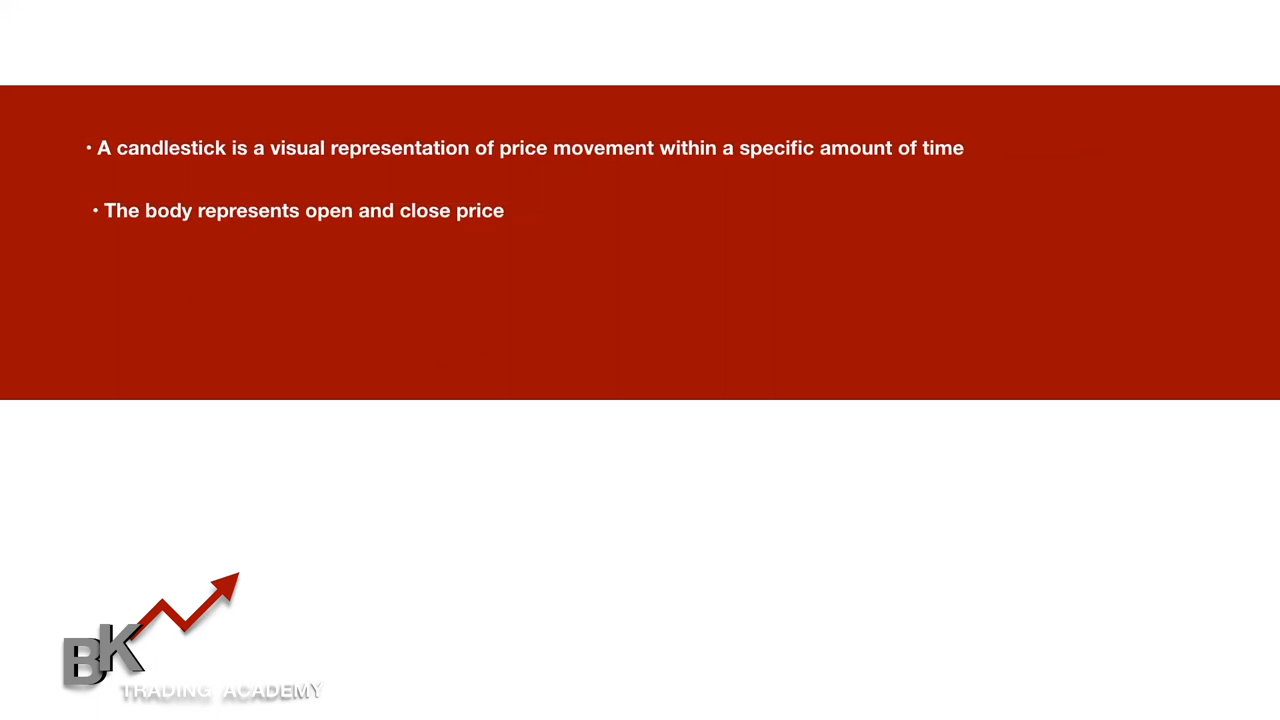 • A candlestick is a visual representation of price movement within a specific amount of time
• The body represents open and close price
BK
TRADING ACADEMY